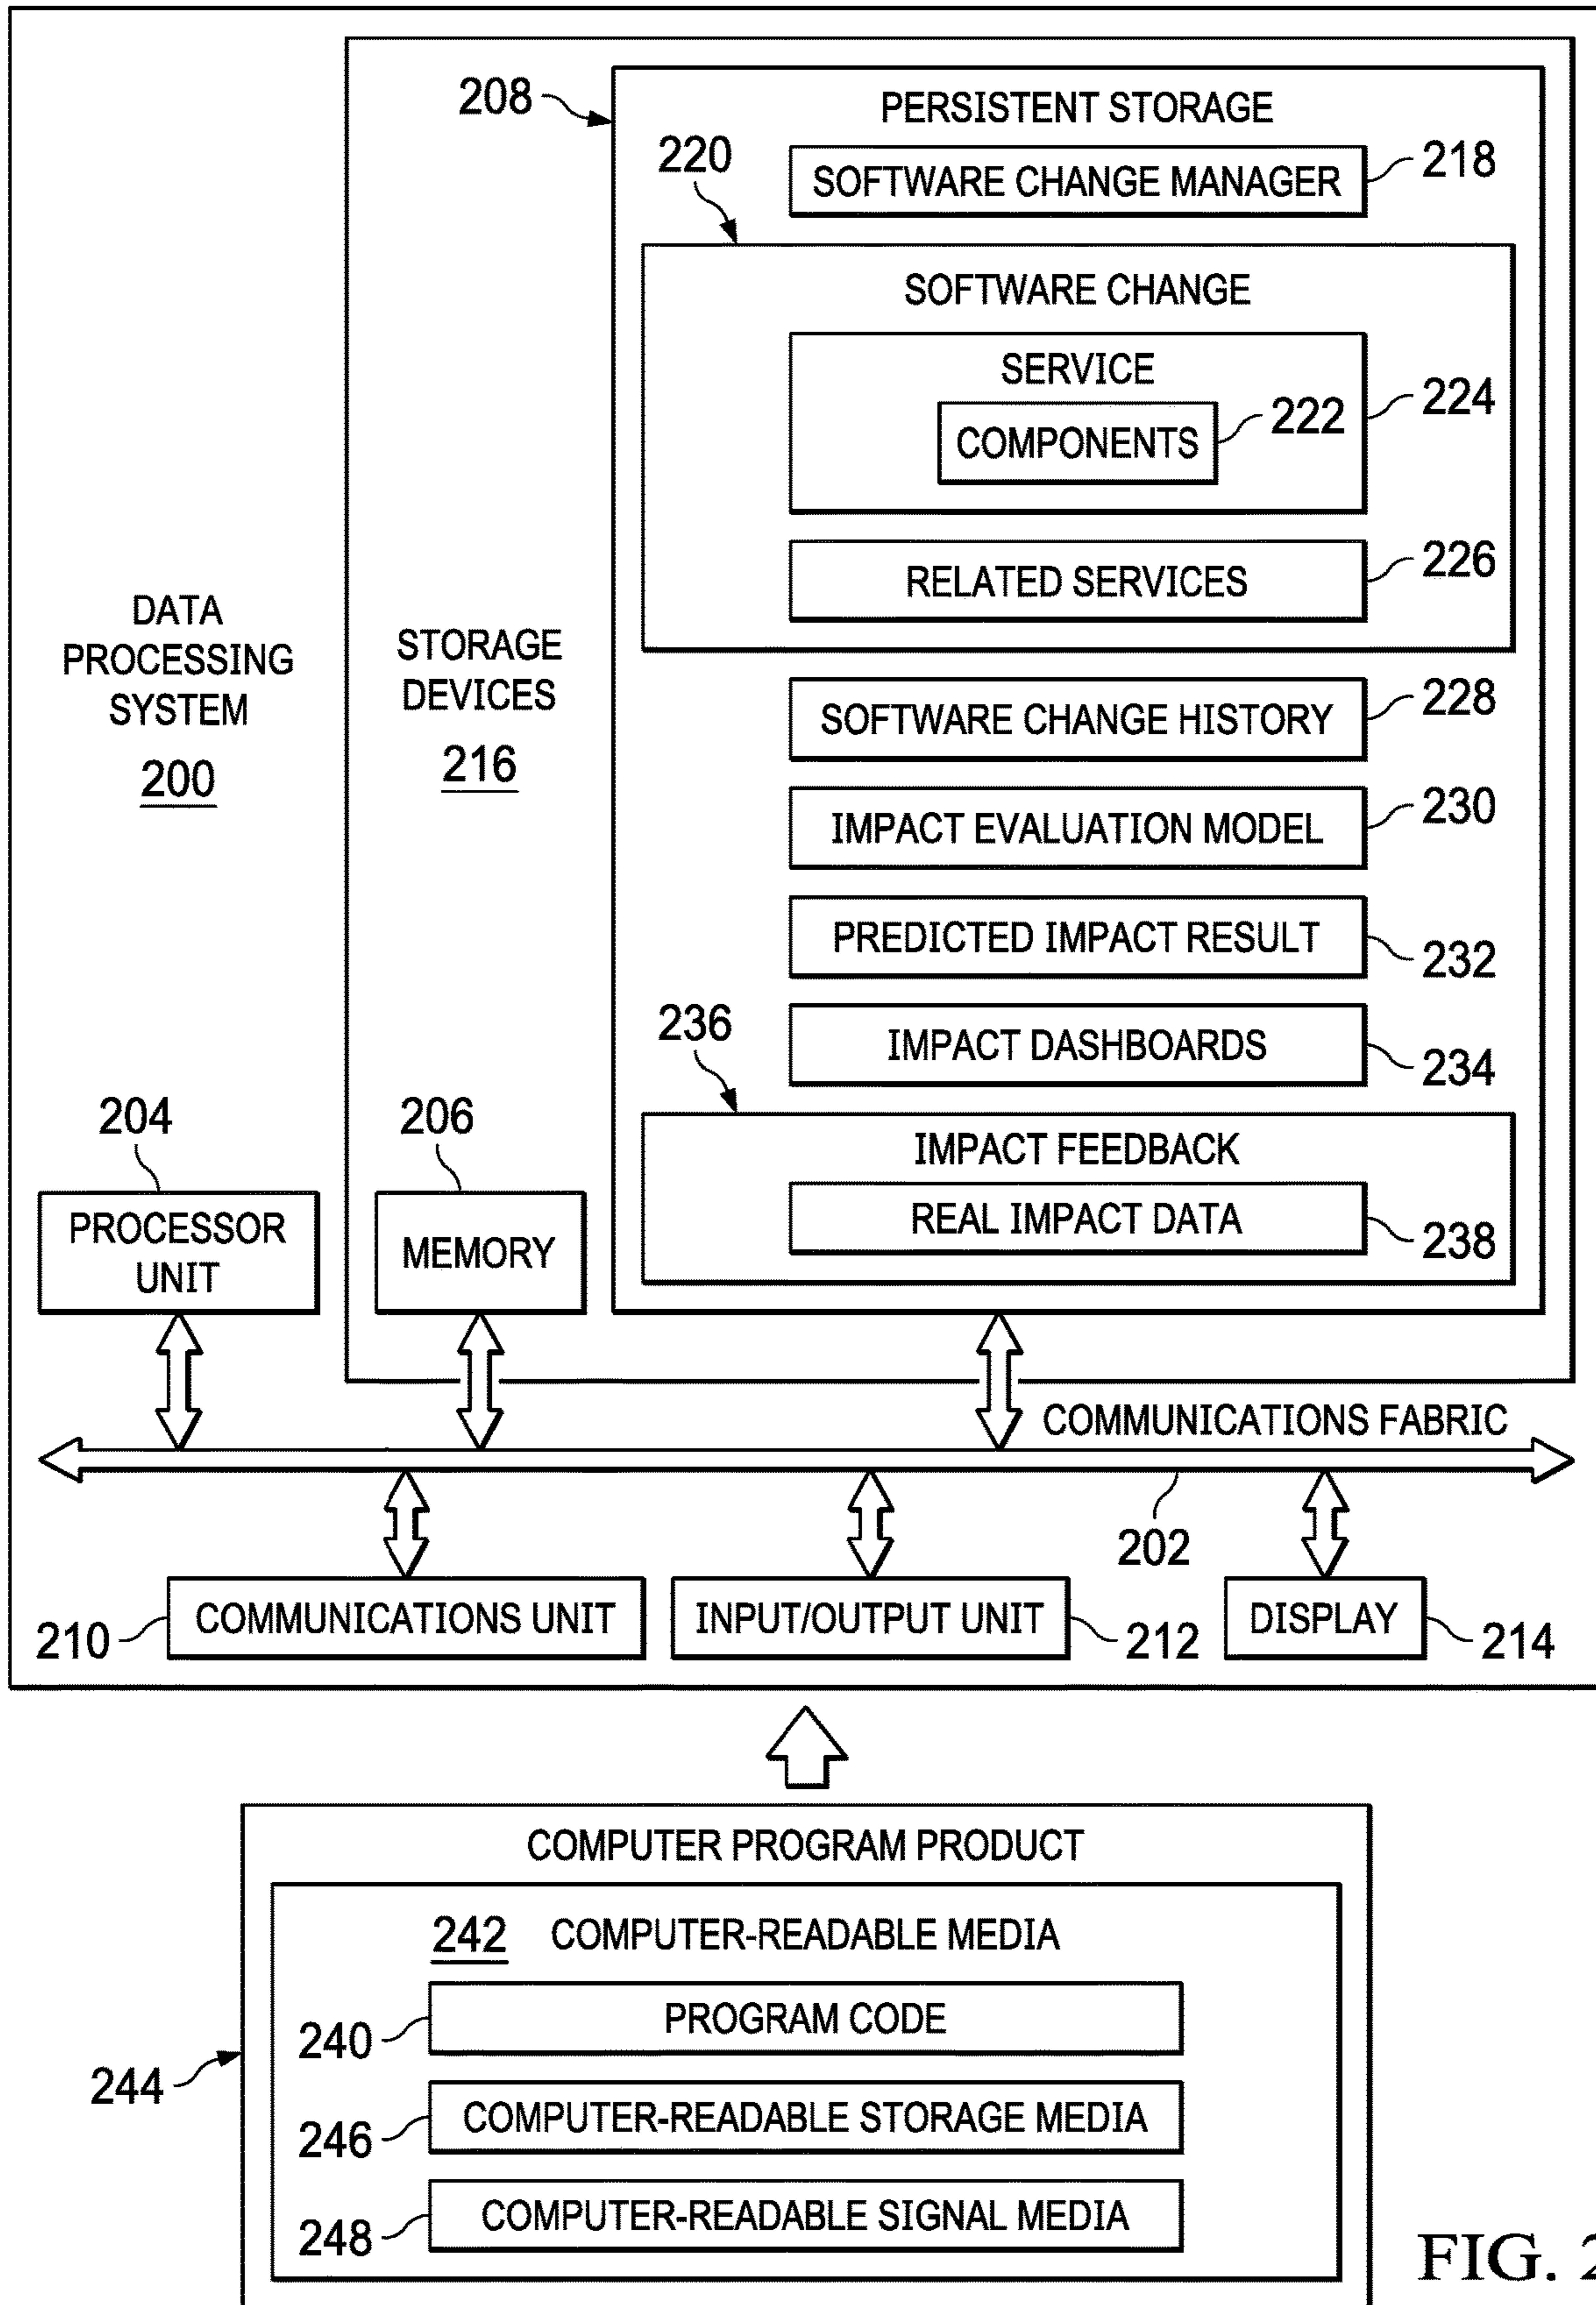 208
PERSISTENT STORAGE
220
SOFTWARE CHANGE MANAGER
218
SOFTWARE CHANGE
SERVICE
224
COMPONENTS
222
RELATED SERVICES
226
DATA
PROCESSING
SYSTEM
200
STORAGE
DEVICES
216
SOFTWARE CHANGE HISTORY
228
IMPACT EVALUATION MODEL
230
PREDICTED IMPACT RESULT
232
236
IMPACT DASHBOARDS
234
IMPACT FEEDBACK
REAL IMPACT DATA
238
204
PROCESSOR
UNIT
206
MEMORY
COMMUNICATIONS FABRIC
202
210
COMMUNICATIONS UNIT
INPUT/OUTPUT UNIT
212
DISPLAY
214
COMPUTER PROGRAM PRODUCT
242 COMPUTER-READABLE MEDIA
240
PROGRAM CODE
244
246
COMPUTER-READABLE STORAGE MEDIA
248
COMPUTER-READABLE SIGNAL MEDIA
FIG. 2